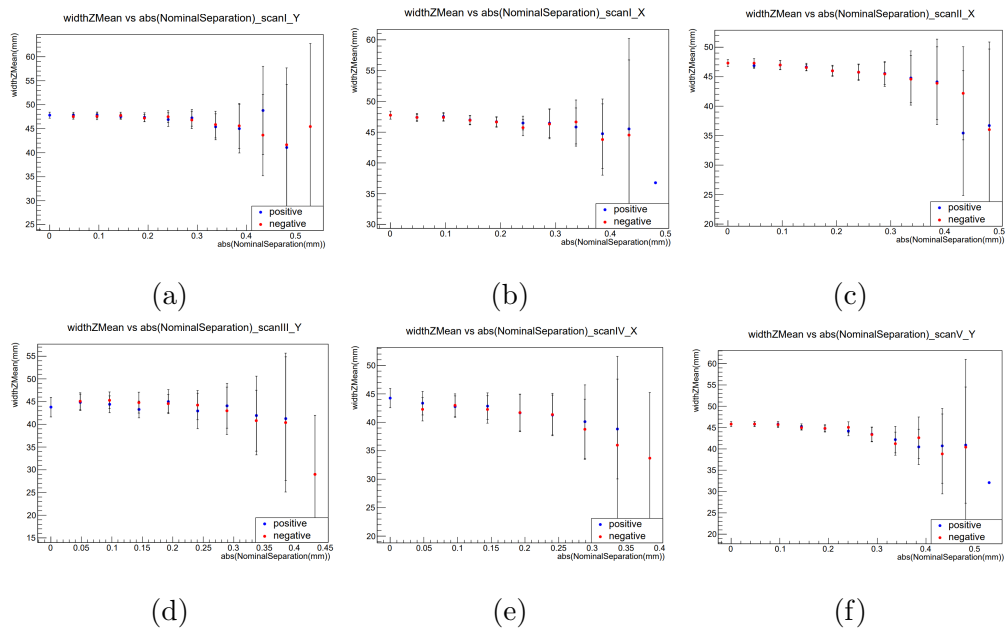 widthZMean vs abs(NominalSeparation)_scanI_Y
widthZMean(mm)
60
55
50
45
40
35
30
25
0
0.1
0.2
0.3
0.4
0.5
abs(NominalSeparation(mm))
positive
negative
(a)
widthZMean vs abs(NominalSeparation)_scanI_X
widthZMean(mm)
60
55
50
45
40
35
30
0
0.1
0.2
0.3
0.4
0.5
abs(NominalSeparation(mm))
positive
negative
(b)
widthZMean vs abs(NominalSeparation)_scanII_X
widthZMean(mm)
50
45
40
35
30
25
20
0
0.1
0.2
0.3
0.4
0.5
abs(NominalSeparation(mm))
positive
negative
(c)
widthZMean vs abs(NominalSeparation)_scanIII_Y
widthZMean(mm)
55
50
45
40
35
30
25
20
15
0
0.05
0.1
0.15
0.2
0.25
0.3
0.35
0.4
0.45
abs(NominalSeparation(mm))
positive
negative
(d)
widthZMean vs abs(NominalSeparation)_scanIV_X
widthZMean(mm)
50
45
40
35
30
25
20
0
0.05
0.1
0.15
0.2
0.25
0.3
0.35
0.4
abs(NominalSeparation(mm))
positive
negative
(e)
widthZMean vs abs(NominalSeparation)_scanV_Y
widthZMean(mm)
60
55
50
45
40
35
30
25
20
0
0.1
0.2
0.3
0.4
0.5
abs(NominalSeparation(mm))
positive
negative
(f)